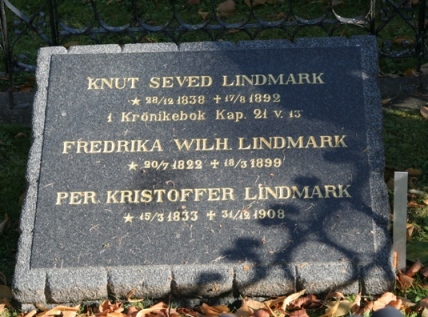 KNUT SEVED LINDMARK
★ 28/12 1838 ✝ 17/8 1892
1 Krönikebok Kap. 21 v. 13
FREDRIKA WILH. LINDMARK
★ 20/7 1822 ✝ 18/3 1899
PER KRISTOFFER LINDMARK
★ 15/3 1833 ✝ 31/12 1908